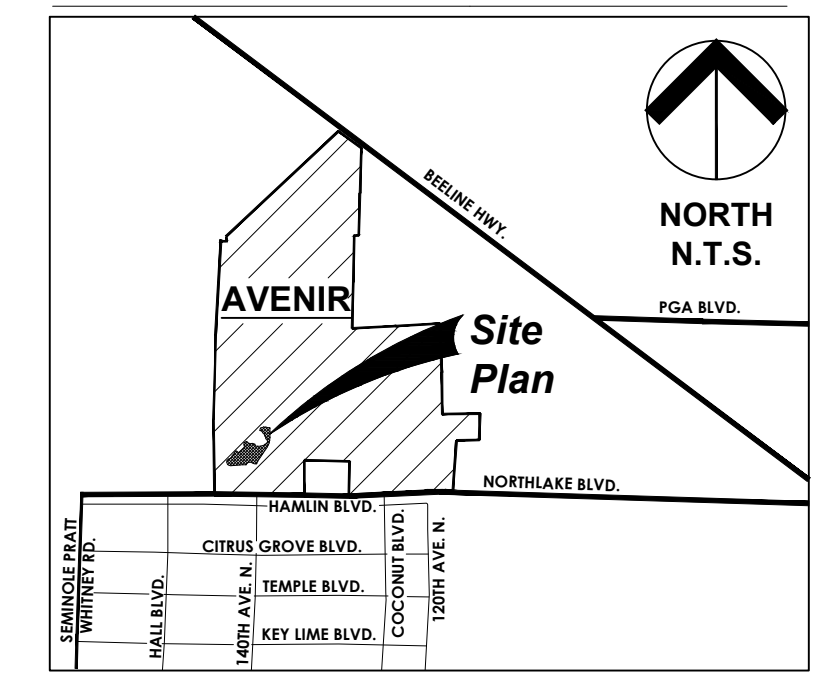 BEELINE HWY.
NORTH
N.T.S.
AVENIR
PGA BLVD.
Site
Plan
NORTHLAKE BLVD.
HAMLIN BLVD.
CITRUS GROVE BLVD.
TEMPLE BLVD.
KEY LIME BLVD.
SEMINOLE PRATT
WHITNEY RD.
HALL BLVD.
140TH AVE. N.
COCONUT BLVD.
120TH AVE. N.